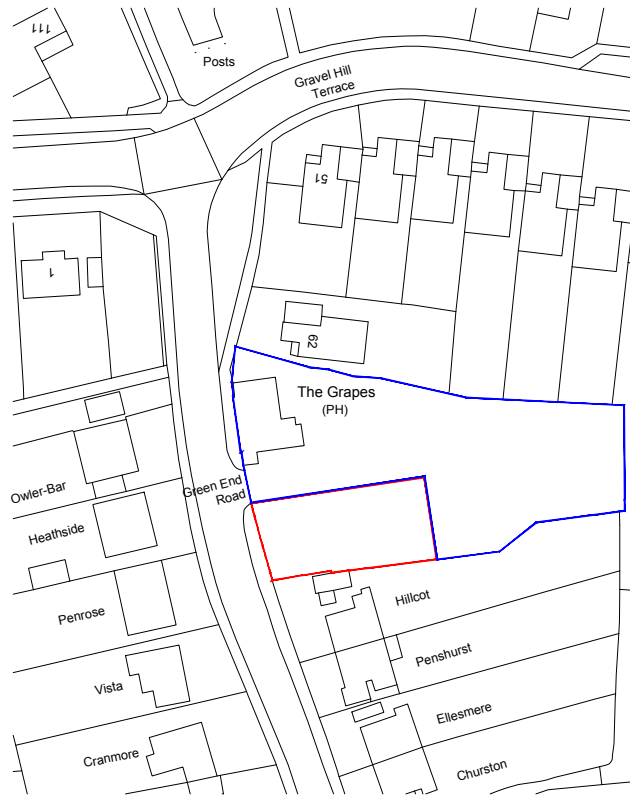 111
Posts
Gravel Hill
Terrace
51
1
62
The Grapes
(PH)
Green End
Road
Owler-Bar
Heathside
Penrose
Hillcot
Penshurst
Vista
Ellesmere
Cranmore
Churston